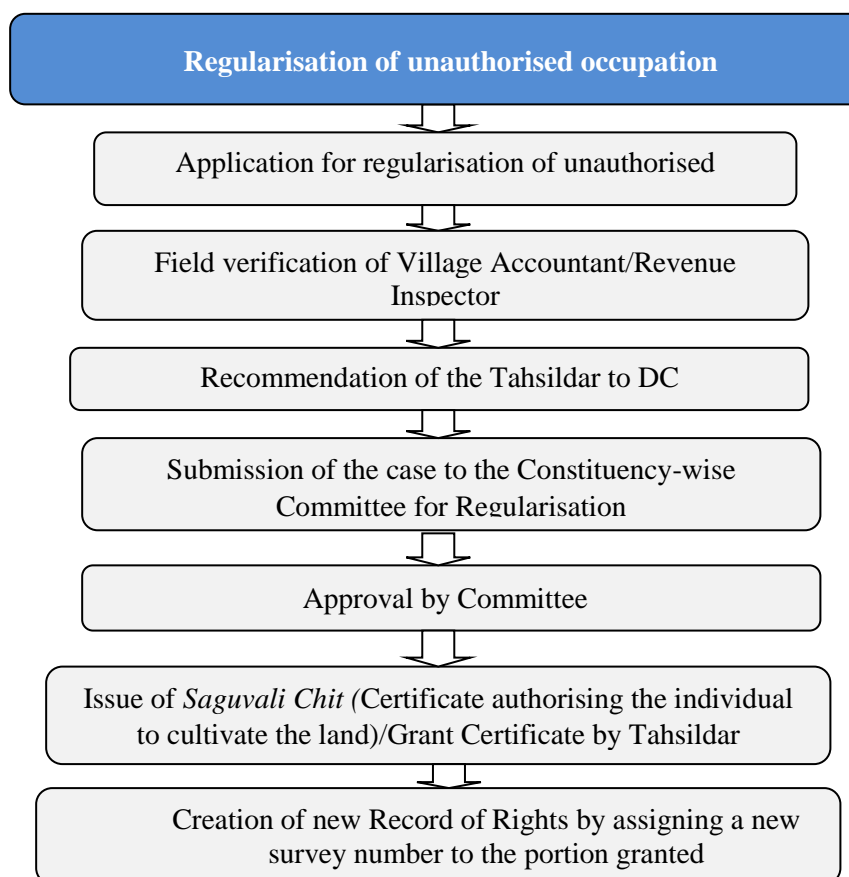 Regularisation of unauthorised occupation
Application for regularisation of unauthorised
Field verification of Village Accountant/Revenue
Inspector
Recommendation of the Tahsildar to DC
Submission of the case to the Constituency-wise
Committee for Regularisation
Approval by Committee
Issue of Saguvali Chit (Certificate authorising the individual
to cultivate the land)/Grant Certificate by Tahsildar
Creation of new Record of Rights by assigning a new
survey number to the portion granted